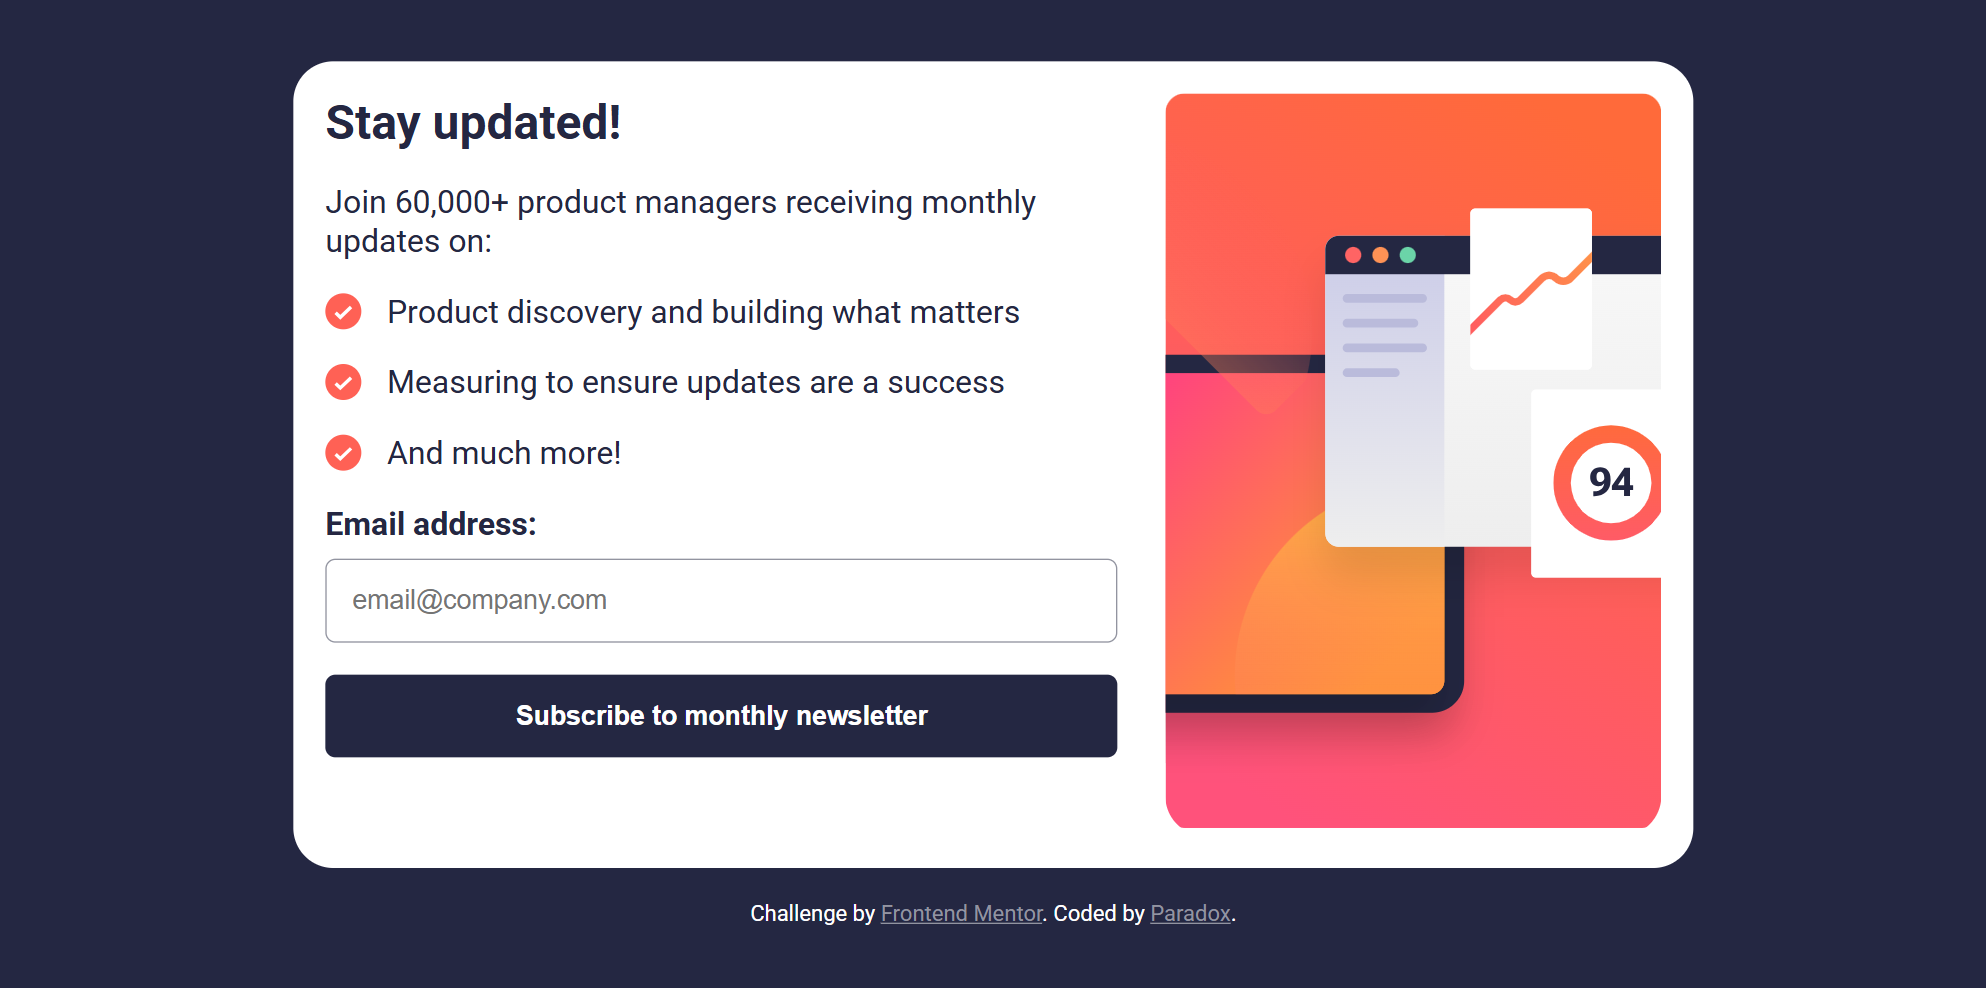 Stay updated!
Join 60,000+ product managers receiving monthly
updates on:
Product discovery and building what matters
Measuring to ensure updates are a success
And much more!
Email address:
email@company.com
Subscribe to monthly newsletter
94
Challenge by Frontend Mentor. Coded by Paradox.